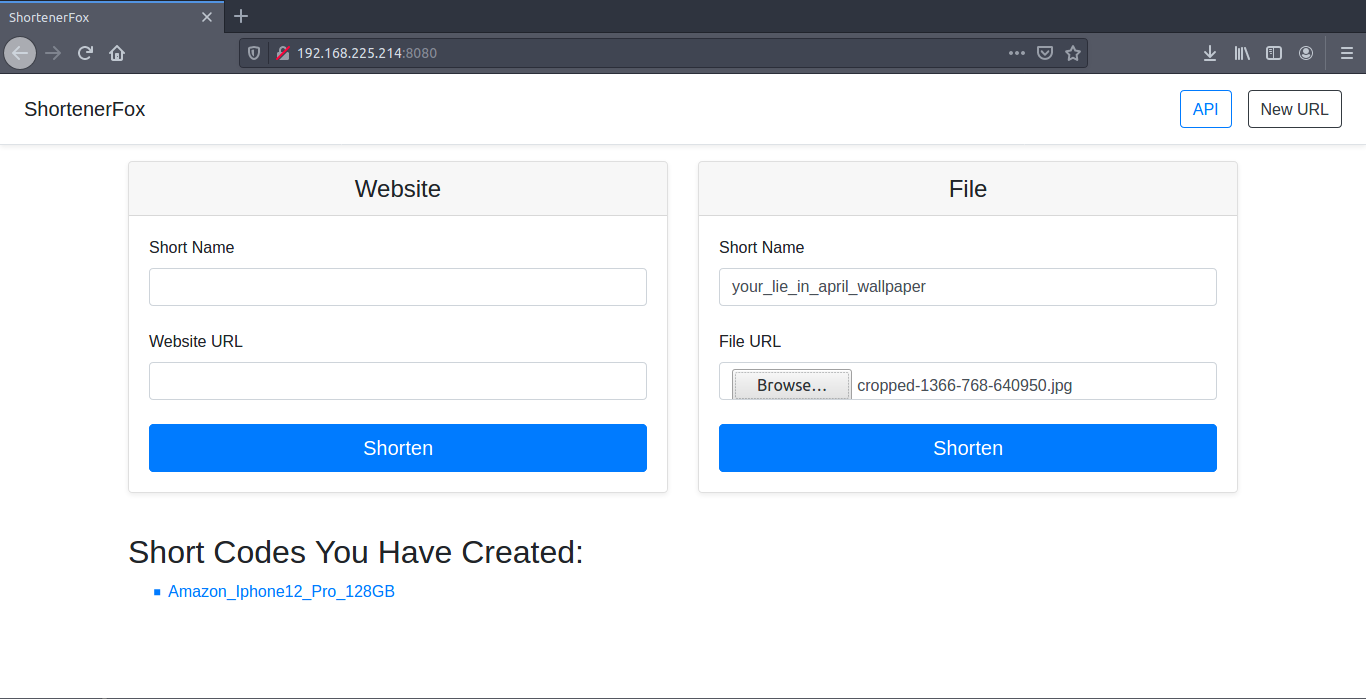 ShortenerFox
192.168.225.214:8080
ShortenerFox
API
New URL
Website
Short Name
Website URL
Shorten
File
Short Name
your_lie_in_april_wallpaper
File URL
Browse... cropped-1366-768-640950.jpg
Shorten
Short Codes You Have Created:
Amazon_Iphone12_Pro_128GB